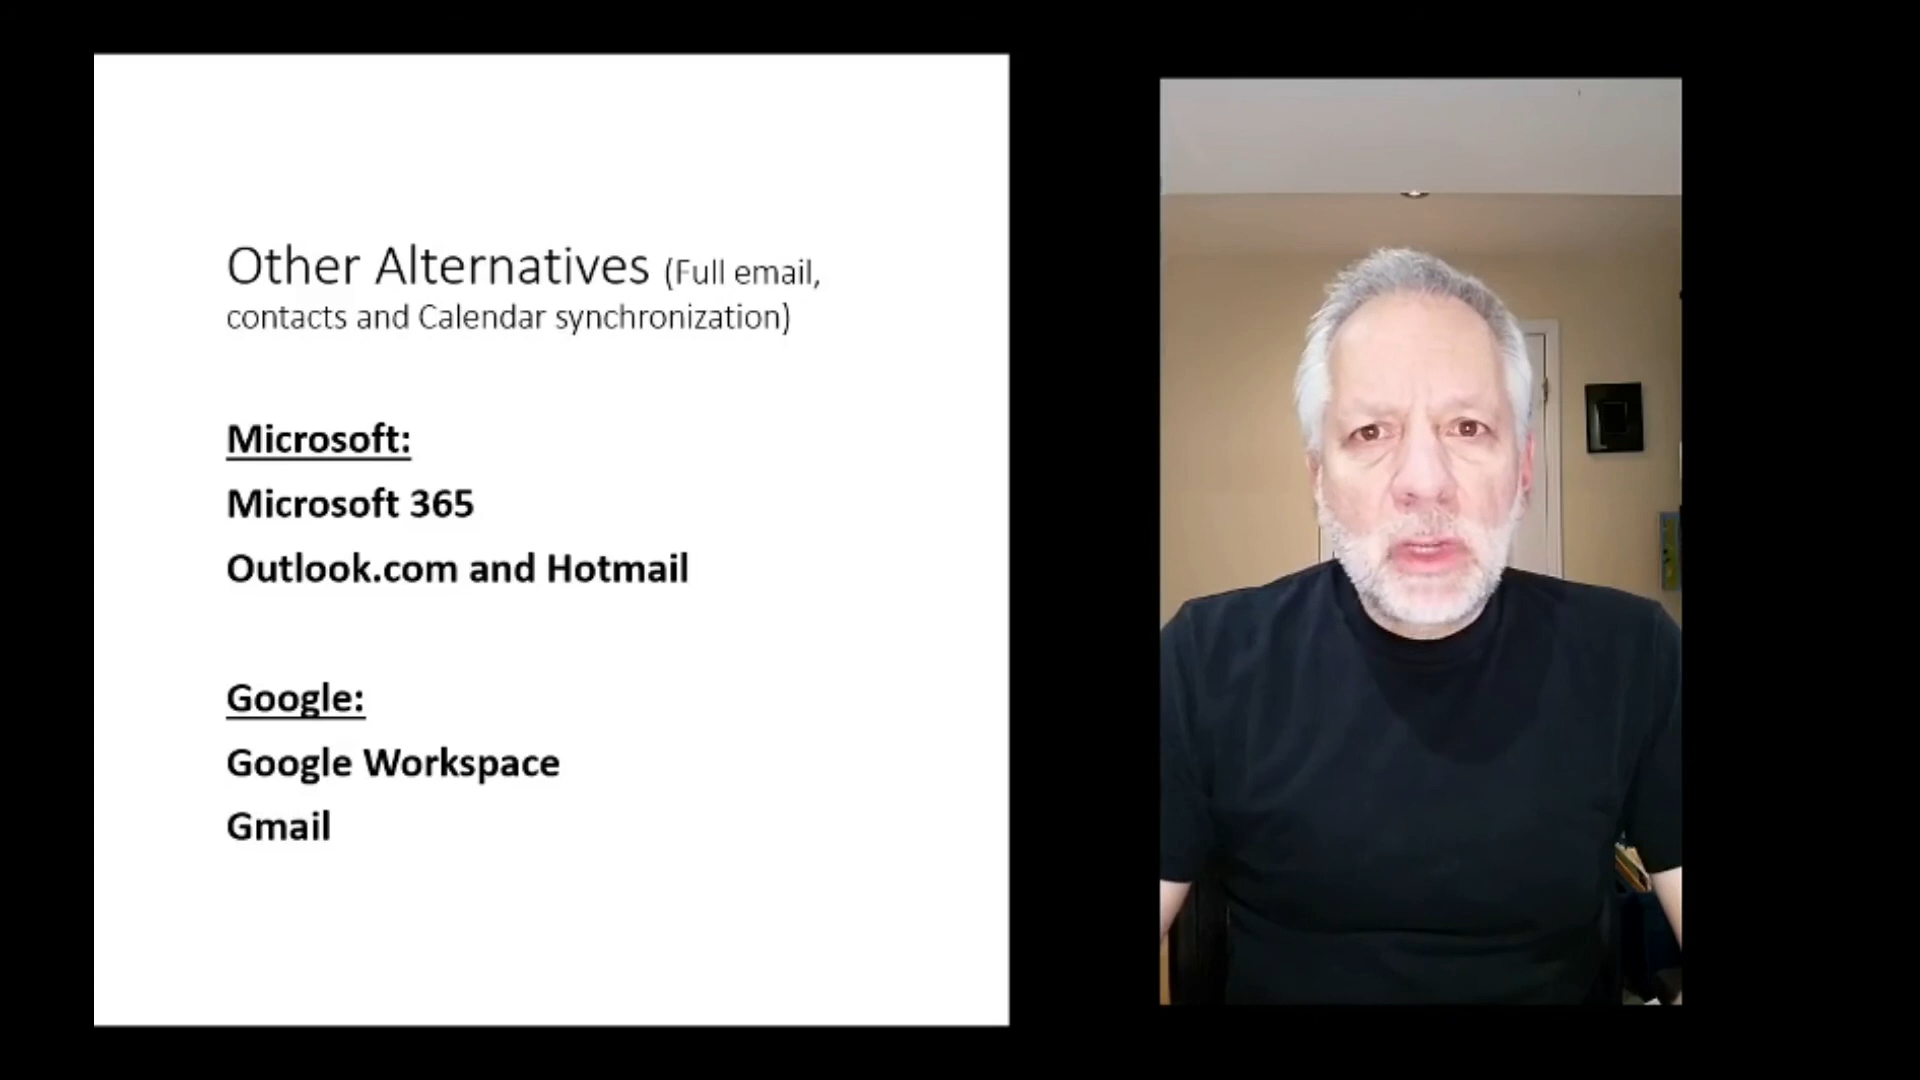 Other Alternatives (Full email,
contacts and Calendar synchronization)
Microsoft:
Microsoft 365
Outlook.com and Hotmail
Google:
Google Workspace
Gmail